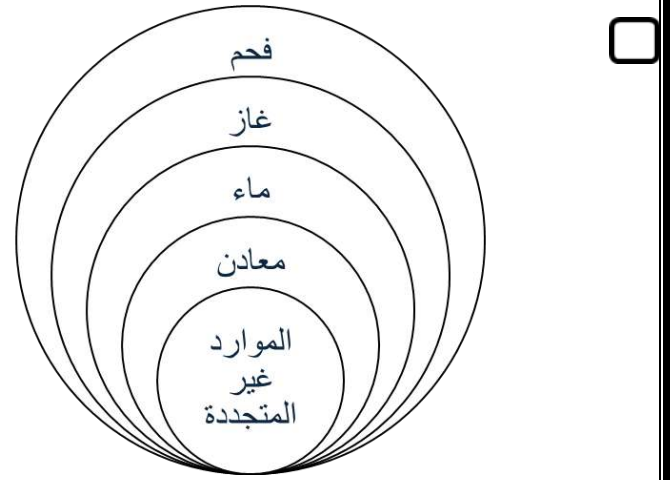 فحم
غاز
ماء
معادن
الموارد
غير
المتجددة